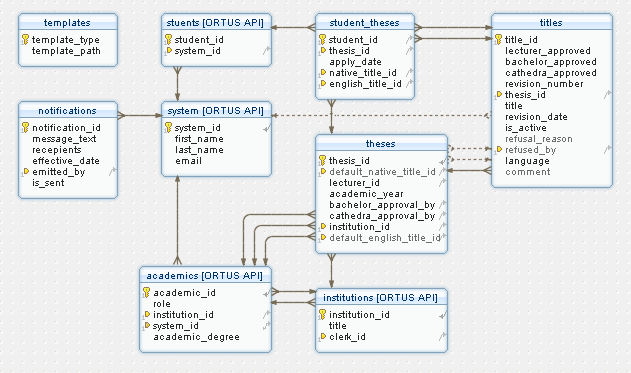 templates
template_type
template_path
stuents [ORTUS API]
student_id
system_id
student_theses
student_id
thesis_id
apply_date
native_title_id
english_title_id
titles
title_id
lecturer_approved
bachelor_approved
cathedra_approved
revision_number
thesis_id
title
revision_date
is_active
refusal_reason
refused_by
language
comment
notifications
notification_id
message_text
recepients
effective_date
emitted_by
is_sent
system [ORTUS API]
system_id
first_name
last_name
email
theses
thesis_id
default_native_title_id
lecturer_id
academic_year
bachelor_approval_by
cathedra_approval_by
institution_id
default_english_title_id
academics [ORTUS API]
academic_id
role
institution_id
system_id
academic_degree
institutions [ORTUS API]
institution_id
title
clerk_id